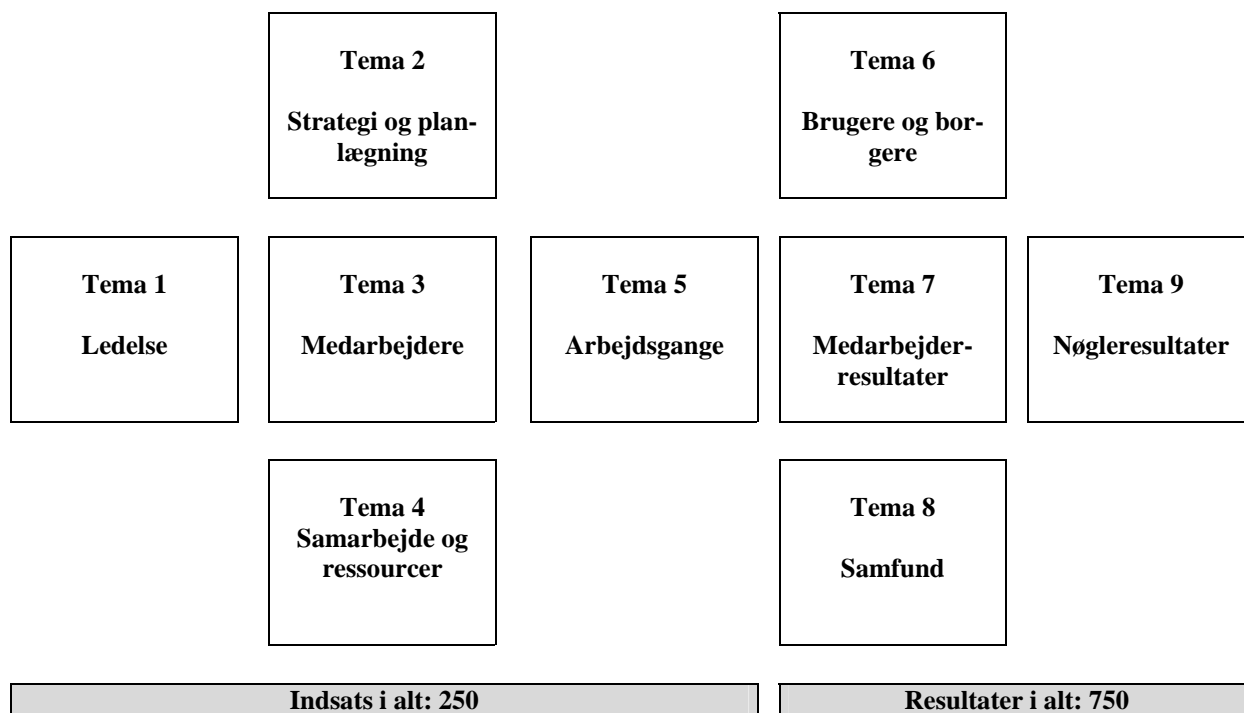 Tema 2
Strategi og plan-
lægning
Tema 6
Brugere og bor-
gere
Tema 1
Ledelse
Tema 3
Medarbejdere
Tema 5
Arbejdsgange
Tema 7
Medarbejder-
resultater
Tema 9
Nøgleresultater
Tema 4
Samarbejde og
ressourcer
Tema 8
Samfund
Indsats i alt: 250
Resultater i alt: 750